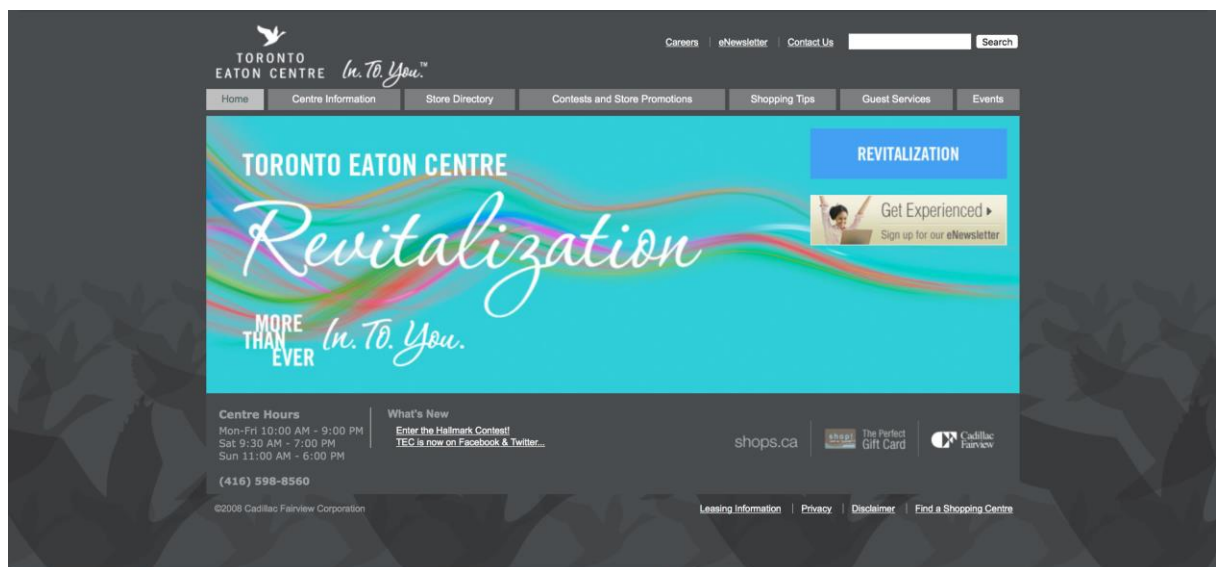 TORONTO
EATON CENTRE In. TO. You.™
Careers | eNewsletter | Contact Us
Search
Home
Centre Information
Store Directory
Contests and Store Promotions
Shopping Tips
Guest Services
Events
TORONTO EATON CENTRE
Revitalization
MORE
THAN
EVER
In. TO. You.
REVITALIZATION
Get Experienced
Sign up for our eNewsletter
Centre Hours
Mon-Fri 10:00 AM - 9:00 PM
Sat 9:30 AM - 7:00 PM
Sun 11:00 AM - 6:00 PM
(416) 598-8560
What's New
Enter the Hallmark Contest!
TEC is now on Facebook & Twitter...
shops.ca
shop!
The Perfect
Gift Card
Cadillac
Fairview
©2008 Cadillac Fairview Corporation
Leasing Information | Privacy | Disclaimer | Find a Shopping Centre